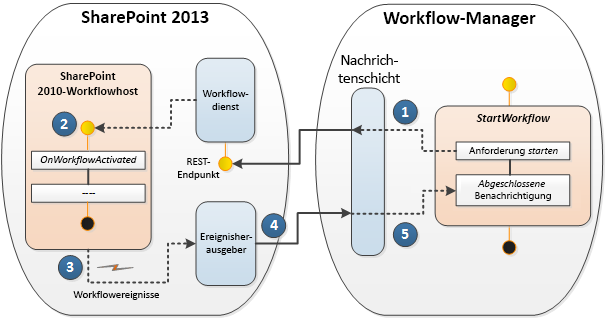 SharePoint 2013
Workflow-Manager
SharePoint
2010-Workflowhost
2
OnWorkflowActivated
----
3
Workflowereignisse
Workflow-
dienst
REST-
Endpunkt
Ereignisher-
ausgeber
4
Nachrich-
tenschicht
1
5
StartWorkflow
Anforderung starten
Abgeschlossene
Benachrichtigung